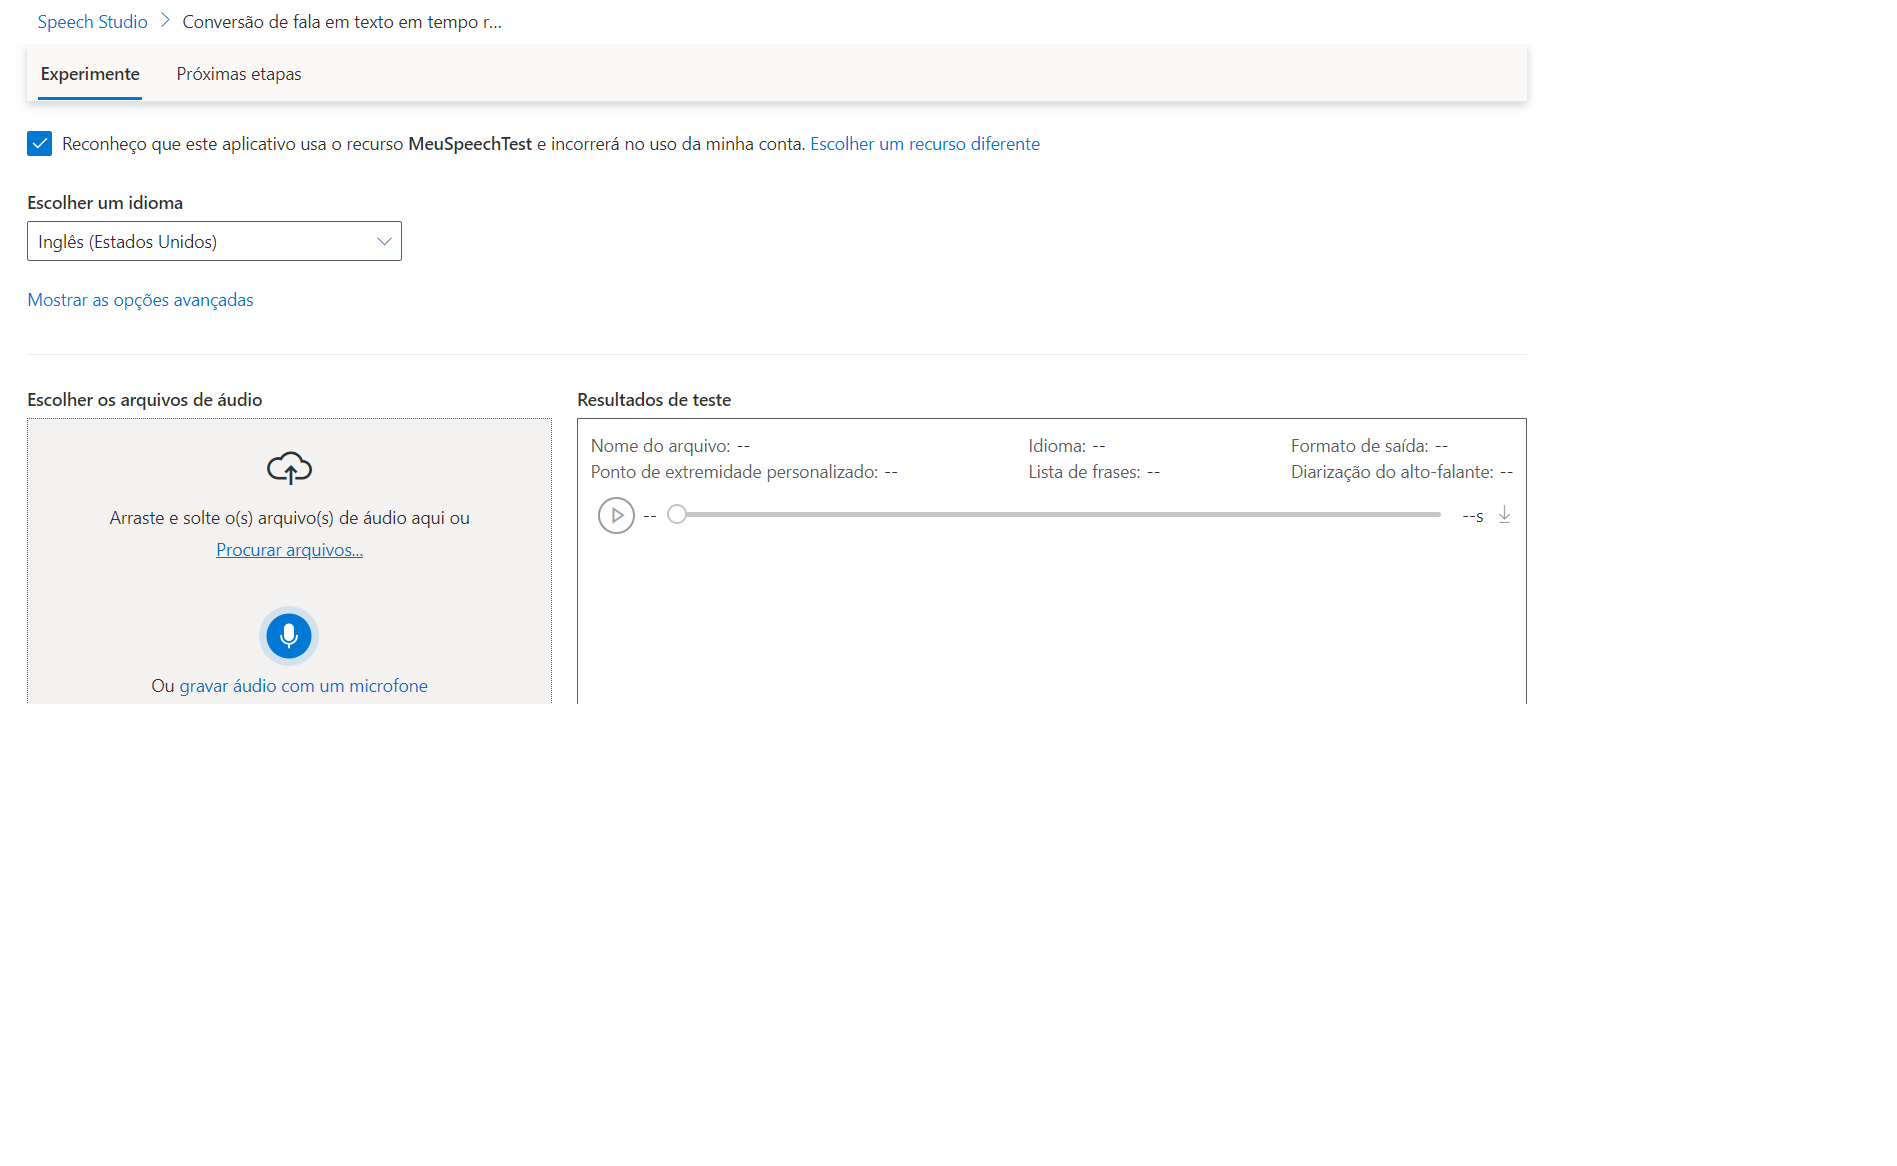 Speech Studio > Conversão de fala em texto em tempo r...
Experimente Próximas etapas
Reconheço que este aplicativo usa o recurso MeuSpeechTest e incorrerá no uso da minha conta. Escolher um recurso diferente
Escolher um idioma
Inglês (Estados Unidos)
Mostrar as opções avançadas
Escolher os arquivos de áudio
Arraste e solte o(s) arquivo(s) de áudio aqui ou
Procurar arquivos...
Ou gravar áudio com um microfone
Resultados de teste
Nome do arquivo: -- Idioma: -- Formato de saída: --
Ponto de extremidade personalizado: -- Lista de frases: -- Diarização do alto-falante: --
-- --s